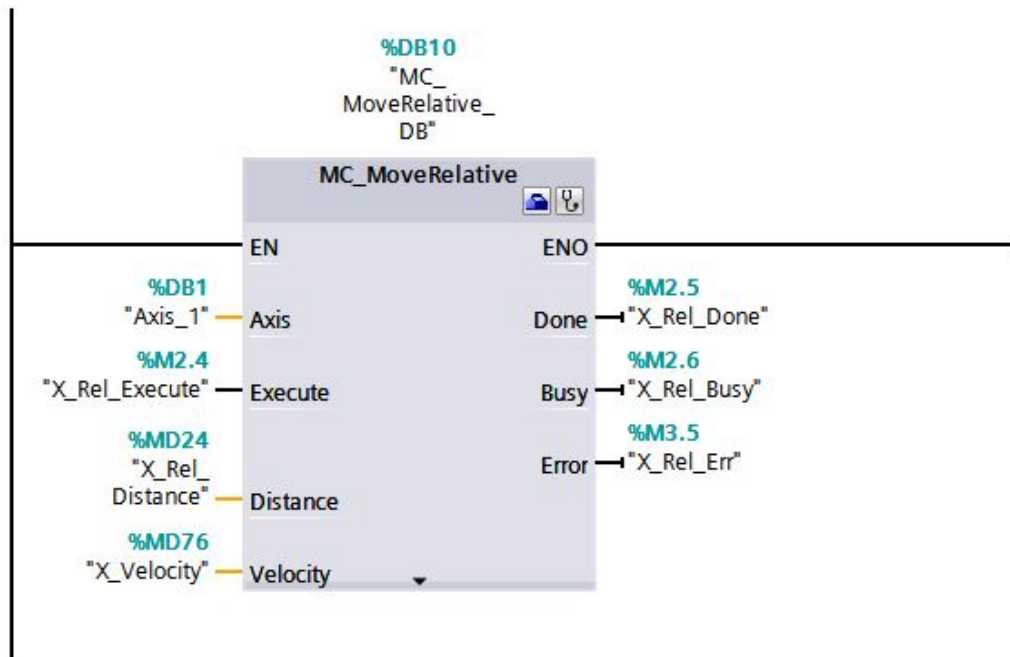 %DB10
"MC_
MoveRelative_
DB"
MC_MoveRelative
EN
ENO
%DB1
"Axis_1"
Axis
%M2.5
Done
"X_Rel_Done"
%M2.4
"X_Rel_Execute"
Execute
%M2.6
Busy
"X_Rel_Busy"
%MD24
"X_Rel_
Distance"
Distance
%M3.5
Error
"X_Rel_Err"
%MD76
"X_Velocity"
Velocity